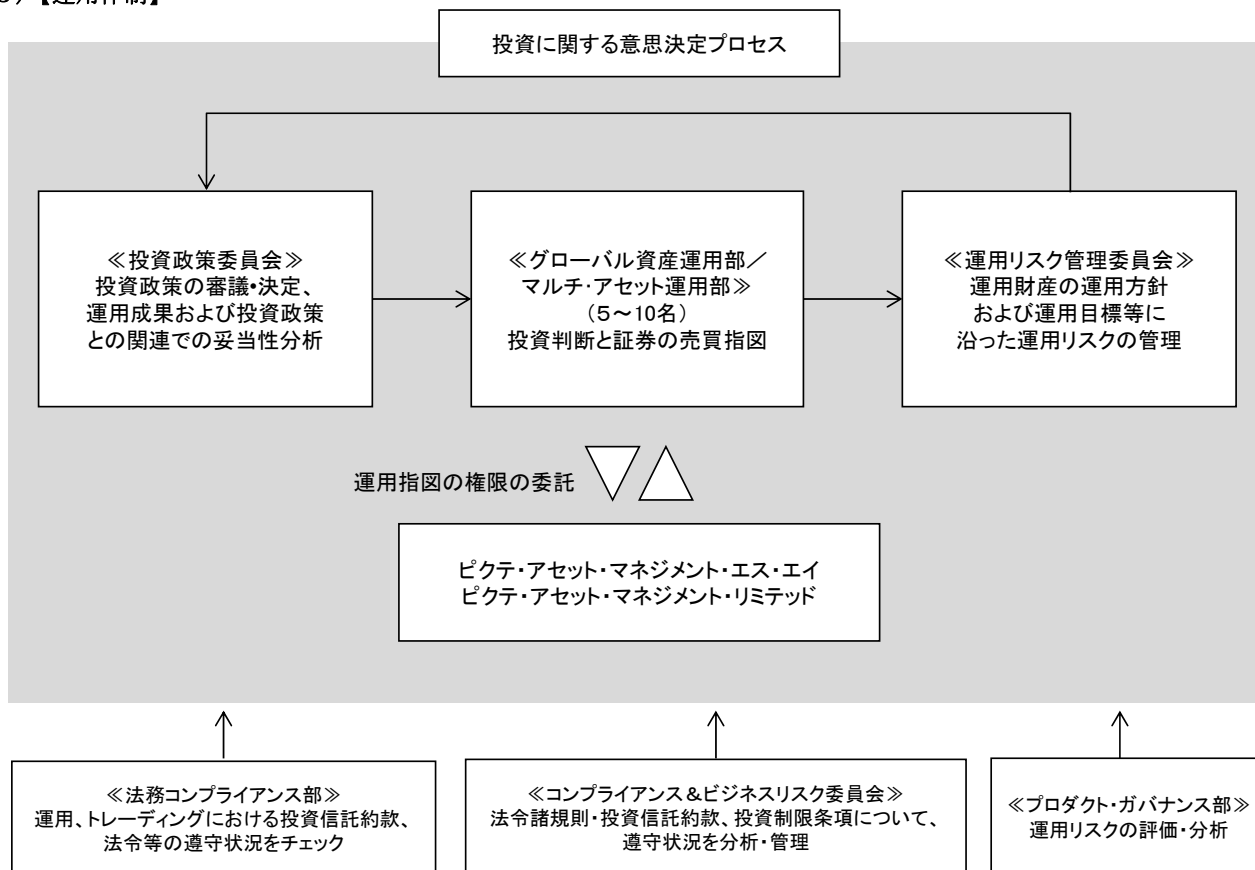 【運用体制】
投資に関する意思決定プロセス
≪投資政策委員会≫
投資政策の審議・決定、
運用成果および投資政策
との関連での妥当性分析
≪グローバル資産運用部／
マルチ・アセット運用部≫
（５～10名）
投資判断と証券の売買指図
≪運用リスク管理委員会≫
運用財産の運用方針
および運用目標等に
沿った運用リスクの管理
運用指図の権限の委託
ピクテ・アセット・マネジメント・エス・エイ
ピクテ・アセット・マネジメント・リミテッド
≪法務コンプライアンス部≫
運用、トレーディングにおける投資信託約款、
法令等の遵守状況をチェック
≪コンプライアンス＆ビジネスリスク委員会≫
法令諸規則・投資信託約款、投資制限条項について、
遵守状況を分析・管理
≪プロダクト・ガバナンス部≫
運用リスクの評価・分析